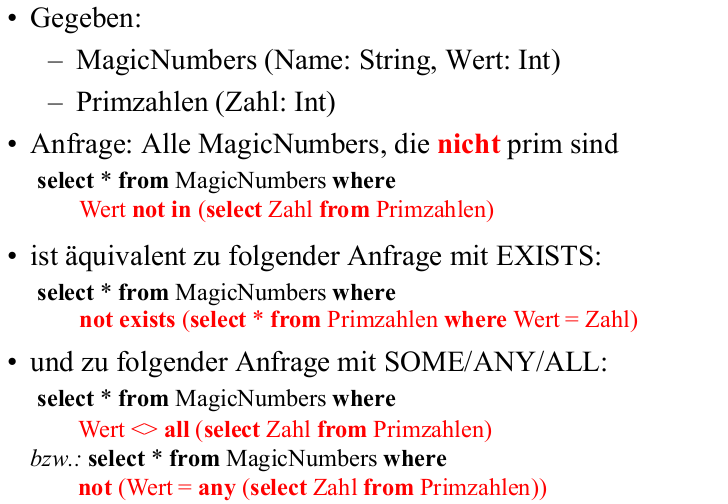 • Gegeben:
– MagicNumbers (Name: String, Wert: Int)
– Primzahlen (Zahl: Int)
• Anfrage: Alle MagicNumbers, die nicht prim sind
select * from MagicNumbers where
Wert not in (select Zahl from Primzahlen)
• ist äquivalent zu folgender Anfrage mit EXISTS:
select * from MagicNumbers where
not exists (select * from Primzahlen where Wert = Zahl)
• und zu folgender Anfrage mit SOME/ANY/ALL:
select * from MagicNumbers where
Wert <> all (select Zahl from Primzahlen)
bzw.: select * from MagicNumbers where
not (Wert = any (select Zahl from Primzahlen))